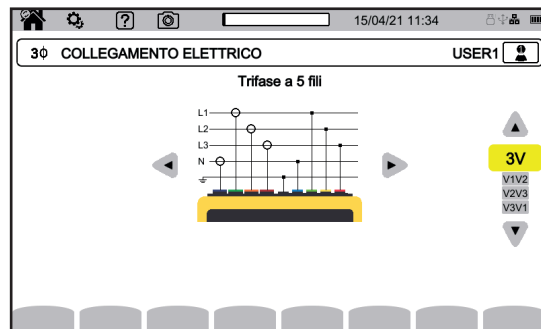 15/04/21 11:34
3Φ COLLEGAMENTO ELETTRICO USER1
Trifase a 5 fili
L1
L2
L3
N
3V
V1V2
V2V3
V3V1